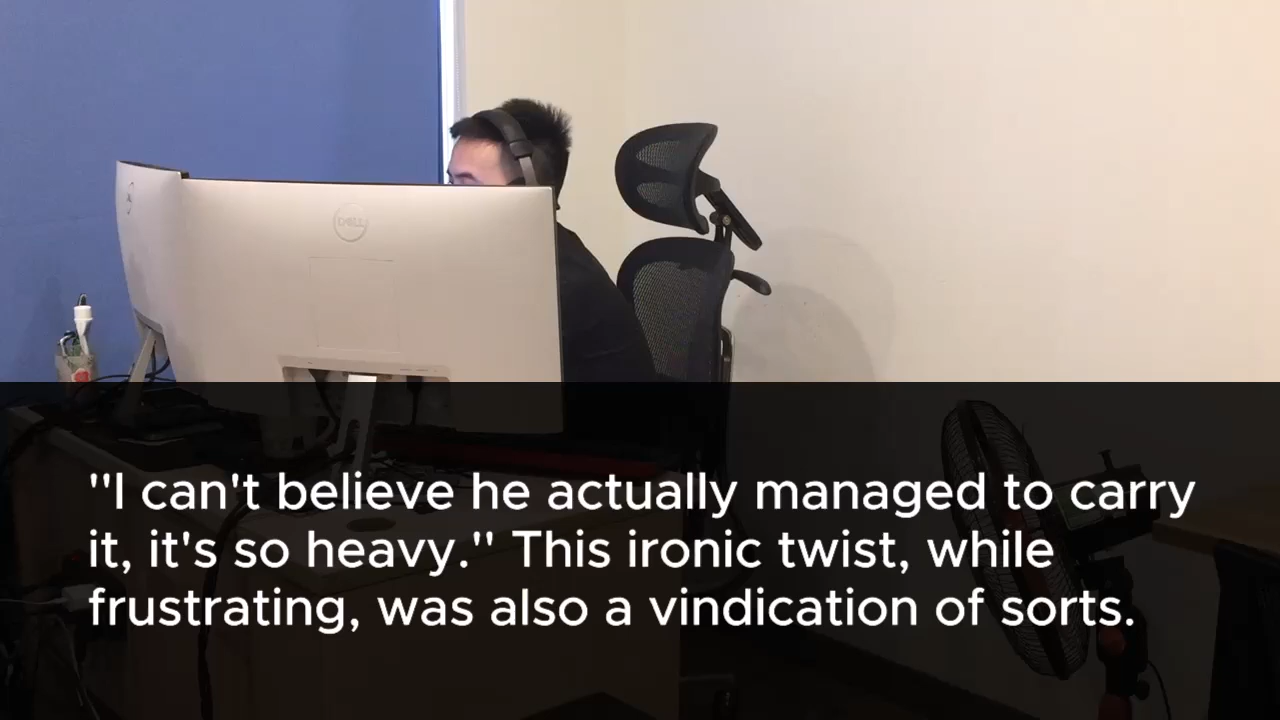 DELL
"I can't believe he actually managed to carry
it, it's so heavy." This ironic twist, while
frustrating, was also a vindication of sorts.